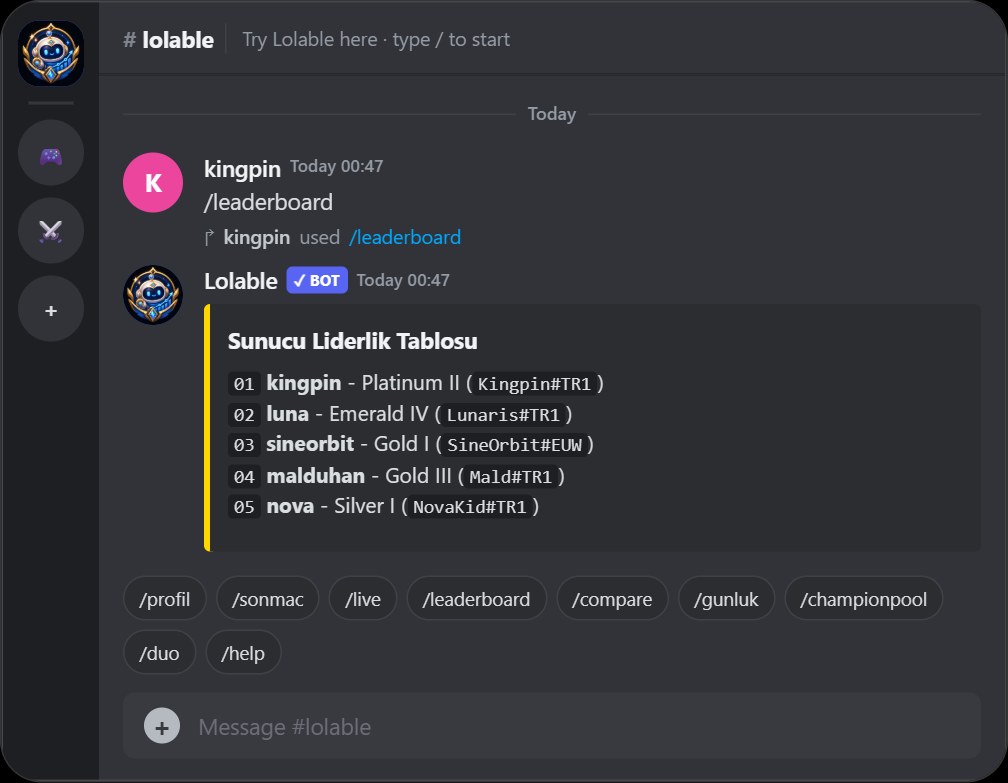 # lolable Try Lolable here · type / to start
Today
K kingpin Today 00:47
/leaderboard
kingpin used /leaderboard
Lolable ✓ BOT Today 00:47
Sunucu Liderlik Tablosu
01 kingpin - Platinum II ( Kingpin#TR1 )
02 luna - Emerald IV ( Lunaris#TR1 )
03 sineorbit - Gold I ( SineOrbit#EUW )
04 malduhan - Gold III ( Mald#TR1 )
05 nova - Silver I ( NovaKid#TR1 )
/profil /sonmac /live /leaderboard /compare /gunluk /championpool
/duo /help
+ Message #lolable